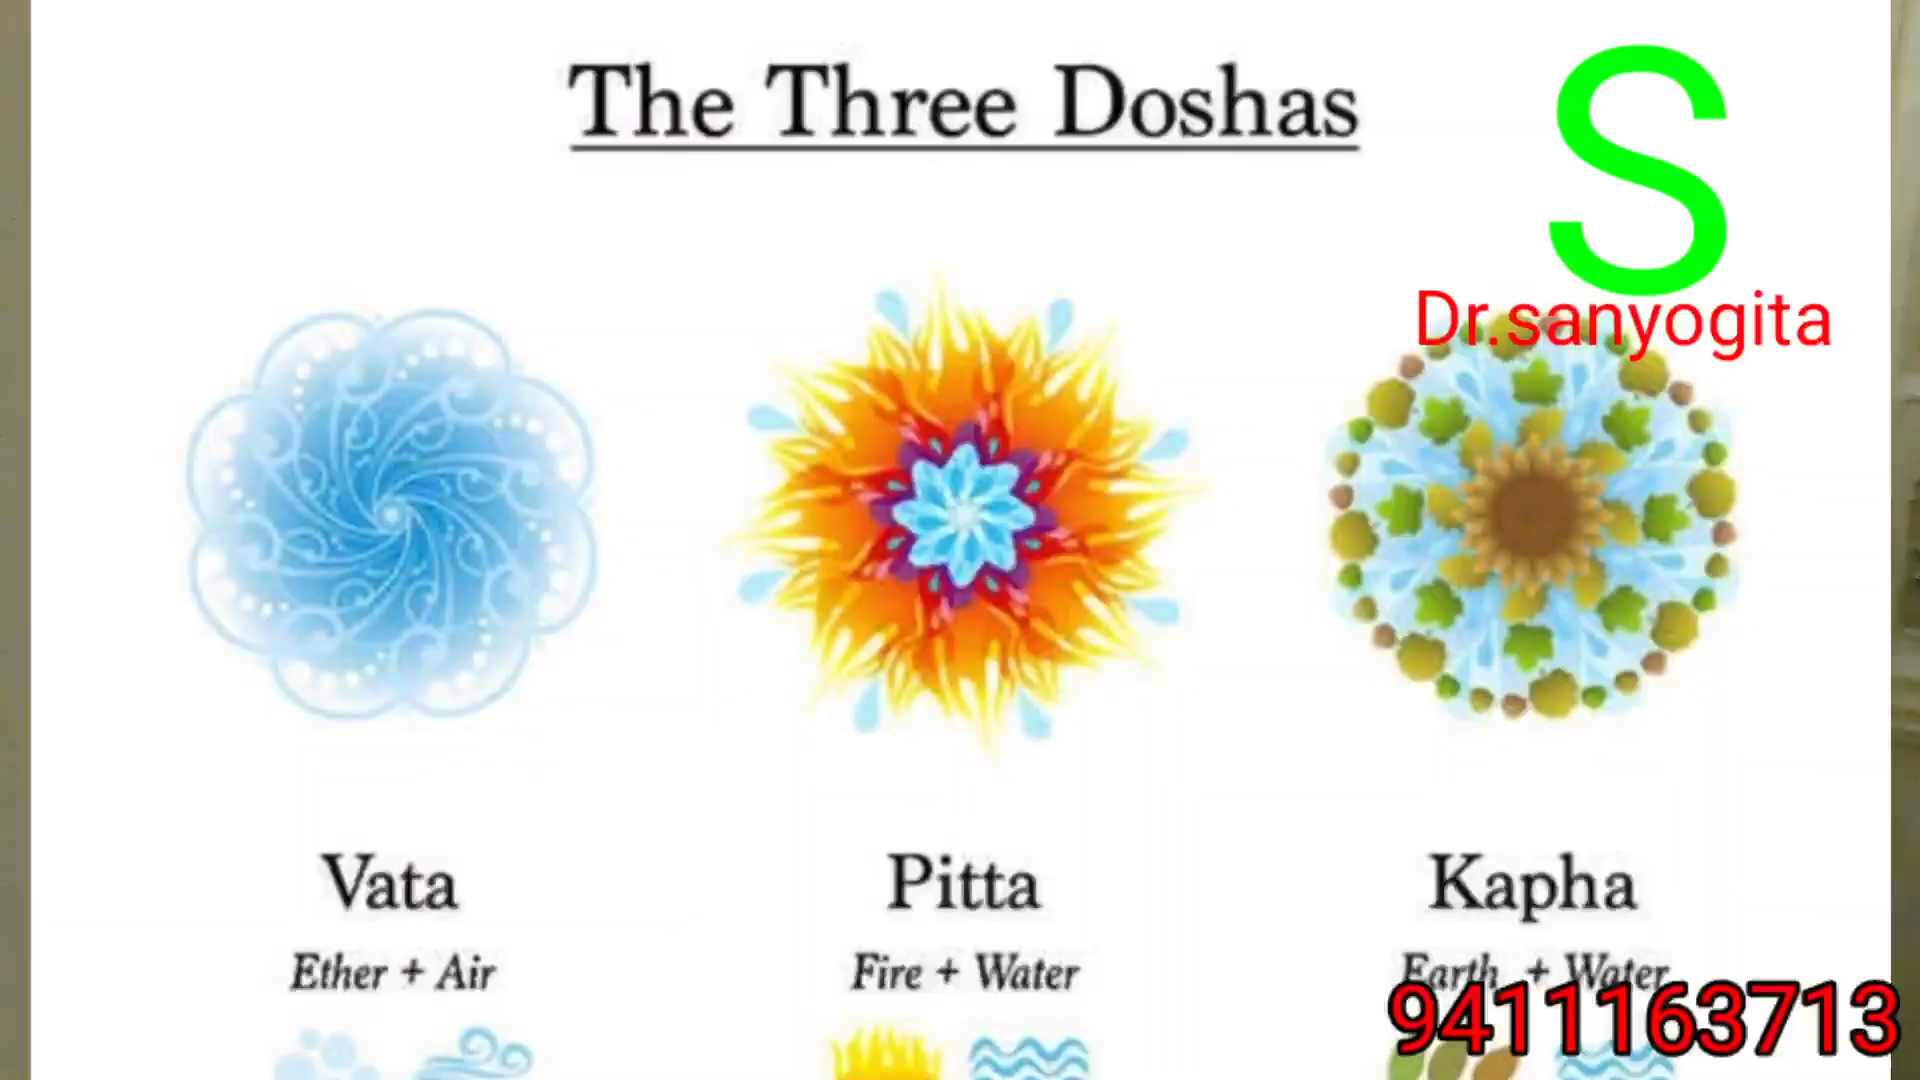 The Three Doshas
S
Dr.sanyogita
Vata
Pitta
Kapha
Ether + Air
Fire + Water
Earth + Water
9411163713